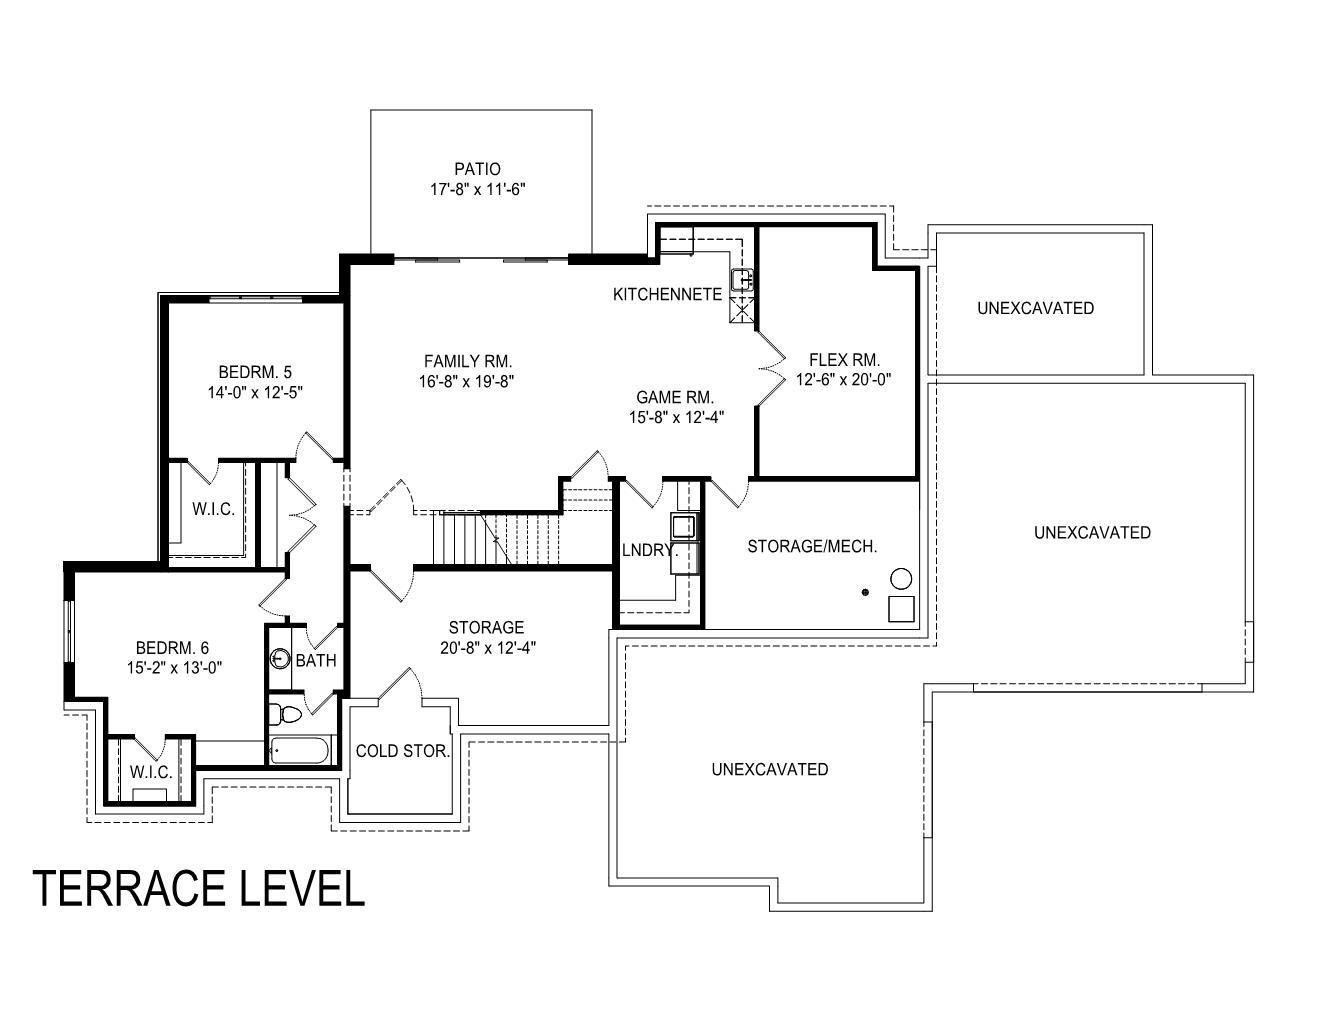 PATIO
17'-8" x 11'-6"
KITCHENNETE
UNEXCAVATED
FAMILY RM.
16'-8" x 19'-8"
FLEX RM.
12'-6" x 20'-0"
BEDRM. 5
14'-0" x 12'-5"
GAME RM.
15'-8" x 12'-4"
W.I.C.
UNEXCAVATED
LNDRY.
STORAGE/MECH.
STORAGE
20'-8" x 12'-4"
BEDRM. 6
15'-2" x 13'-0"
BATH
COLD STOR.
W.I.C.
UNEXCAVATED
TERRACE LEVEL